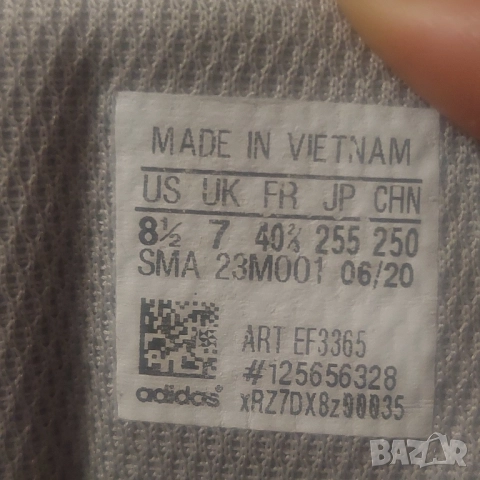 MADE IN VIETNAM
US UK FR JP CHN
8½ 7 40⅔ 255 250
SMA 23M001 06/20
ART EF3365
#125656328
adidas® xRZ7DX8z90035
BAZAR